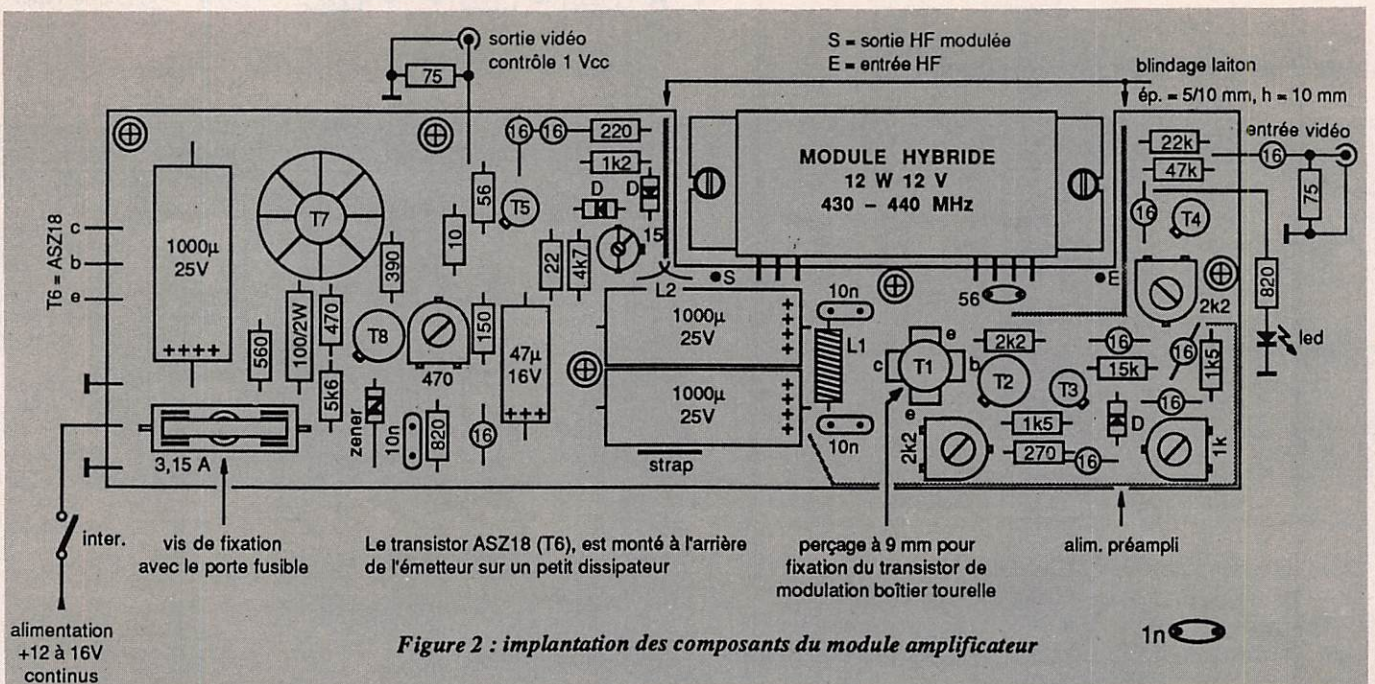 sortie vidéo
contrôle 1 Vcc
75
S = sortie HF modulée
E = entrée HF
blindage laiton
ép. = 5/10 mm, h = 10 mm
entrée vidéo
16
75
820
led
T6 = ASZ18
c
b
e
1000µ
25V
++++
T7
390
10
56
16
16
220
1k2
T5
D
D
15
22
4k7
L2
MODULE HYBRIDE
12 W 12 V
430 – 440 MHz
S
E
56
22k
47k
16
T4
2k2
560
100/2W
470
5k6
T8
470
150
47µ
16V
+++
1000µ
25V
++++
1000µ
25V
++++
10n
L1
10n
c
e
T1
b
e
2k2
T2
T3
16
15k
16
1k5
16
D
1k5
270
16
2k2
1k
zener
10n
820
16
strap
3,15 A
inter.
vis de fixation
avec le porte fusible
Le transistor ASZ18 (T6), est monté à l'arrière
de l'émetteur sur un petit dissipateur
perçage à 9 mm pour
fixation du transistor de
modulation boîtier tourelle
alim. préampli
alimentation
+12 à 16V
continus
Figure 2 : implantation des composants du module amplificateur
1n